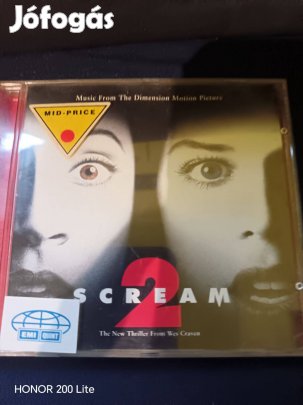 Jófogás
Music From The Dimension Motion Picture
MID-PRICE
2
SCREAM
The New Thriller From Wes Craven
EMI
HONOR 200 Lite